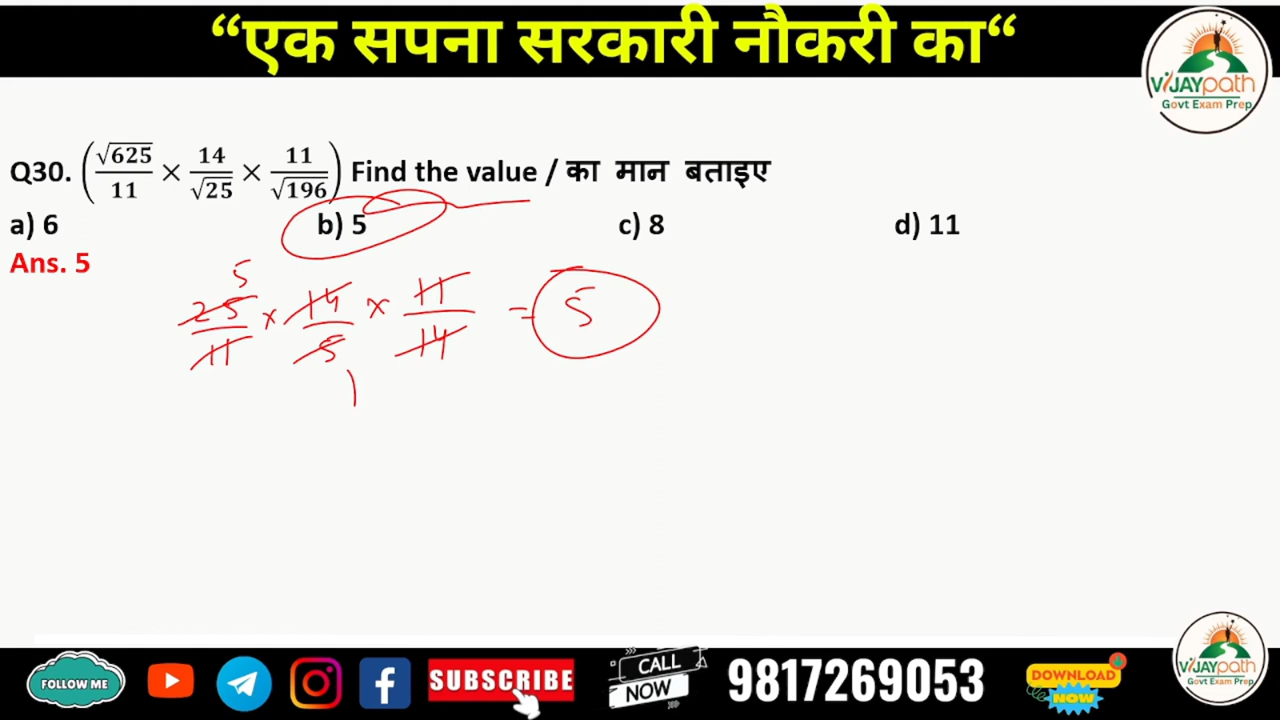 “एक सपना सरकारी नौकरी का“
VIJAYpath
Govt Exam Prep
Q30. (√625/11 × 14/√25 × 11/√196) Find the value / का मान बताइए
a) 6 b) 5 c) 8 d) 11
Ans. 5
5
25/11 × 14/5 × 11/14 = 5
1
VIJAYpath
Govt Exam Prep
FOLLOW ME
SUBSCRIBE
CALL
NOW
9817269053
DOWNLOAD
NOW